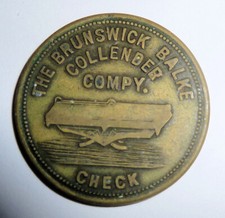 THE BRUNSWICK BALKE
COLLENDER
COMPY.
CHECK